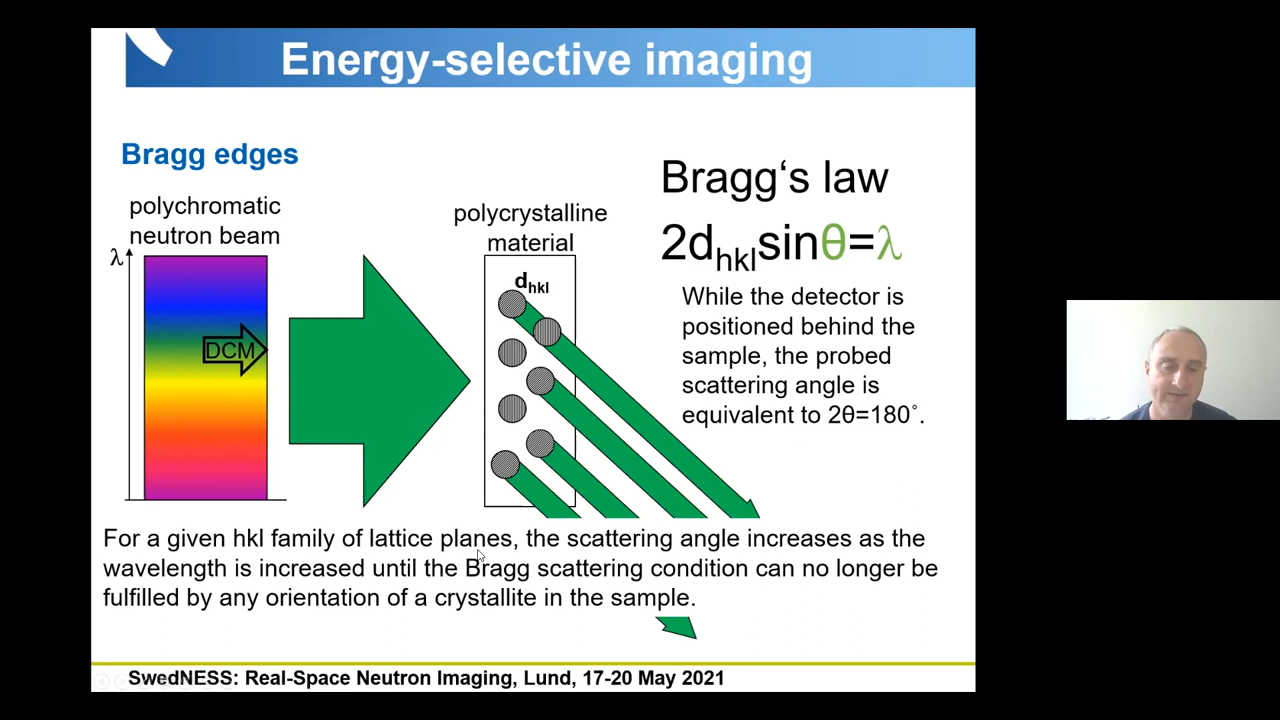 Energy-selective imaging
Bragg edges
polychromatic
neutron beam
λ
DCM
polycrystalline
material
dhkl
Bragg‘s law
2dhklsinθ=λ
While the detector is
positioned behind the
sample, the probed
scattering angle is
equivalent to 2θ=180°.
For a given hkl family of lattice planes, the scattering angle increases as the
wavelength is increased until the Bragg scattering condition can no longer be
fulfilled by any orientation of a crystallite in the sample.
SwedNESS: Real-Space Neutron Imaging, Lund, 17-20 May 2021